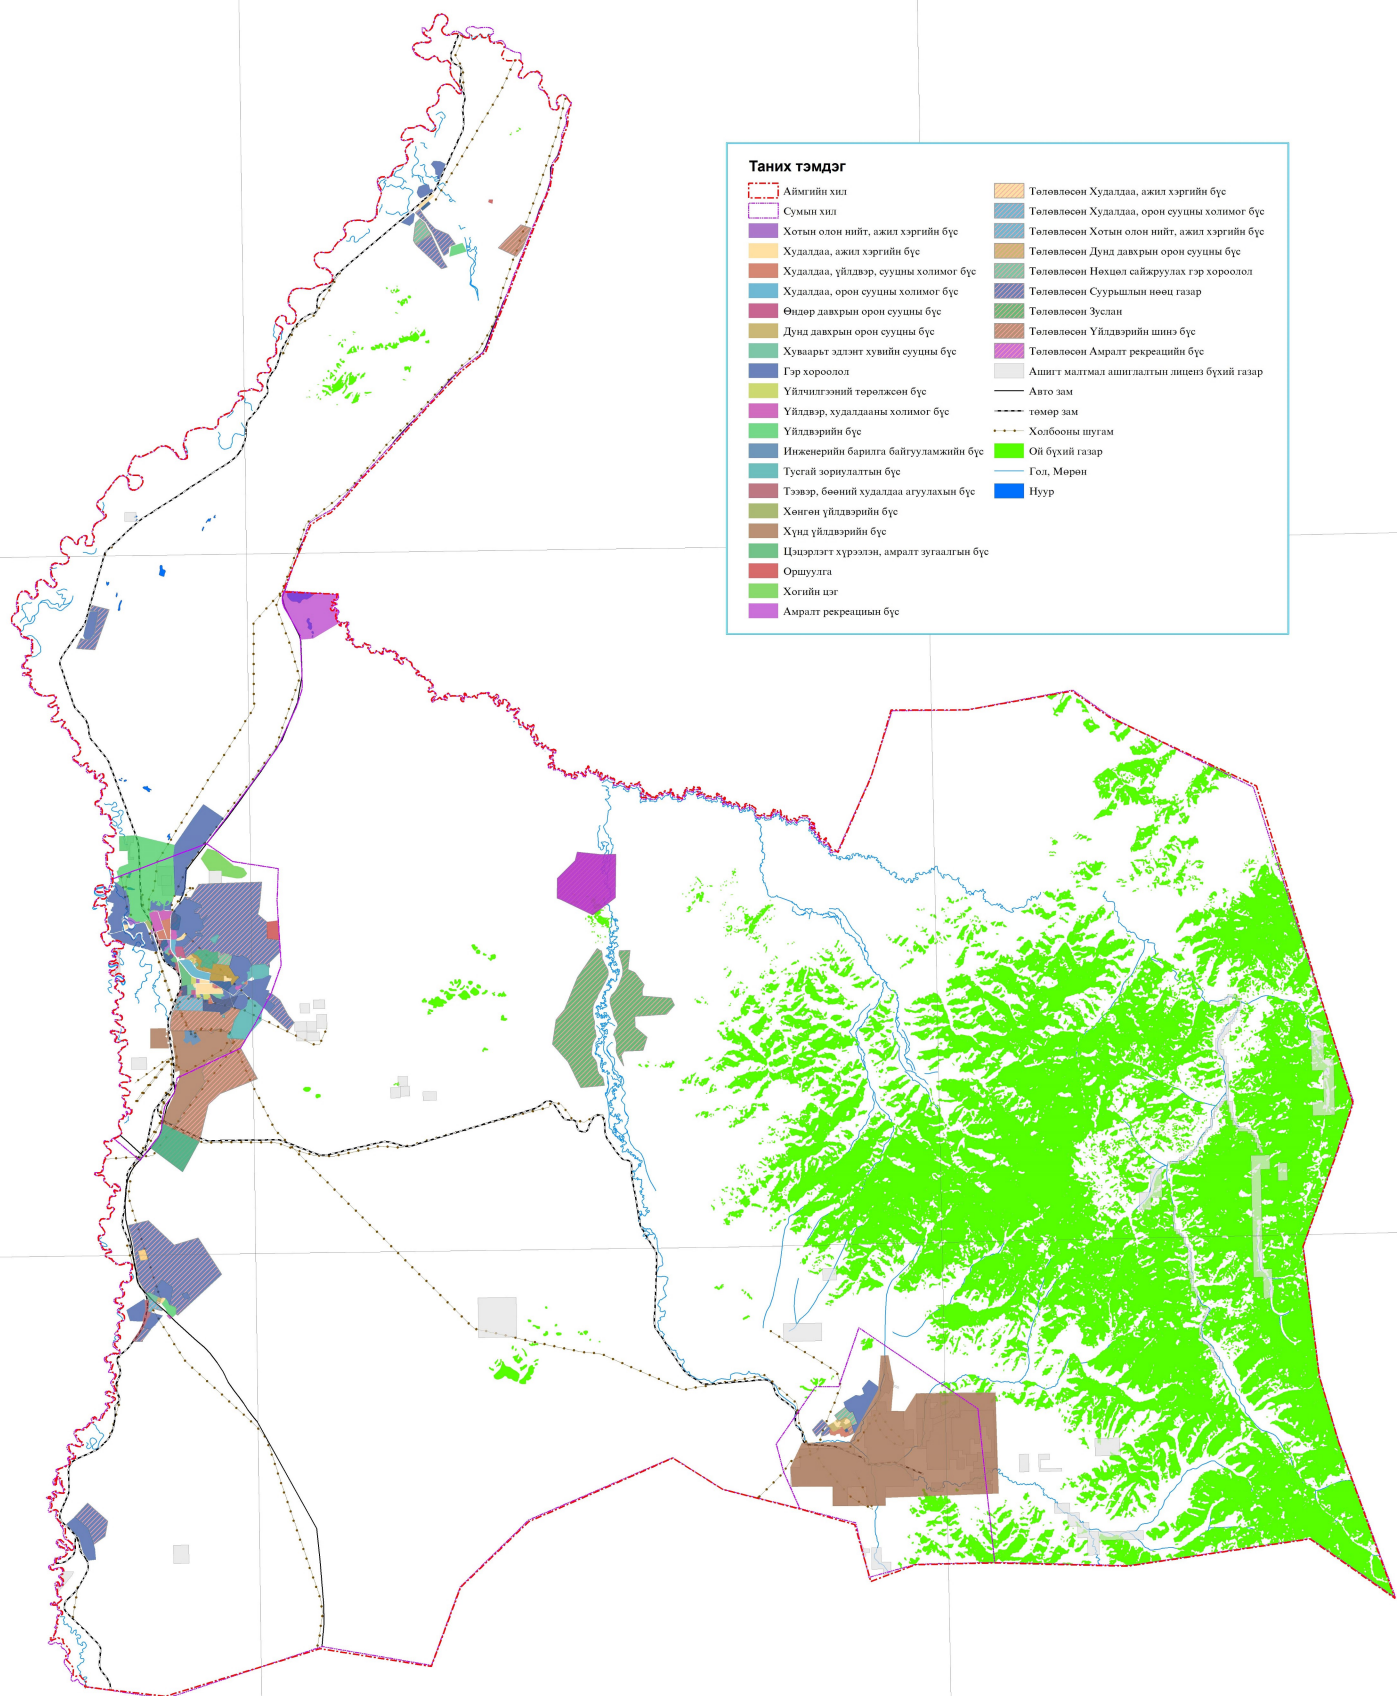 Таних тэмдэг
Аймгийн хил
Сумын хил
Хотын олон нийт, ажил хэргийн бүс
Худалдаа, ажил хэргийн бүс
Худалдаа, үйлдвэр, сууцны холимог бүс
Худалдаа, орон сууцны холимог бүс
Өндөр давхрын орон сууцны бүс
Дунд давхрын орон сууцны бүс
Хуваарьт эдлэнт хувийн сууцны бүс
Гэр хороолол
Үйлчилгээний төрөлжсөн бүс
Үйлдвэр, худалдааны холимог бүс
Үйлдвэрийн бүс
Инженерийн барилга байгууламжийн бүс
Тусгай зориулалтын бүс
Тээвэр, бөөний худалдаа агуулахын бүс
Хөнгөн үйлдвэрийн бүс
Хүнд үйлдвэрийн бүс
Цэцэрлэгт хүрээлэн, амралт зугаалгын бүс
Оршуулга
Хогийн цэг
Амралт рекреациын бүс
Төлөвлөсөн Худалдаа, ажил хэргийн бүс
Төлөвлөсөн Худалдаа, орон сууцны холимог бүс
Төлөвлөсөн Хотын олон нийт, ажил хэргийн бүс
Төлөвлөсөн Дунд давхрын орон сууцны бүс
Төлөвлөсөн Нөхцөл сайжруулах гэр хороолол
Төлөвлөсөн Суурьшлын нөөц газар
Төлөвлөсөн Зуслан
Төлөвлөсөн Үйлдвэрийн шинэ бүс
Төлөвлөсөн Амралт рекреацийн бүс
Ашигт малтмал ашиглалтын лиценз бүхий газар
Авто зам
төмөр зам
Холбооны шугам
Ой бүхий газар
Гол, Мөрөн
Нуур